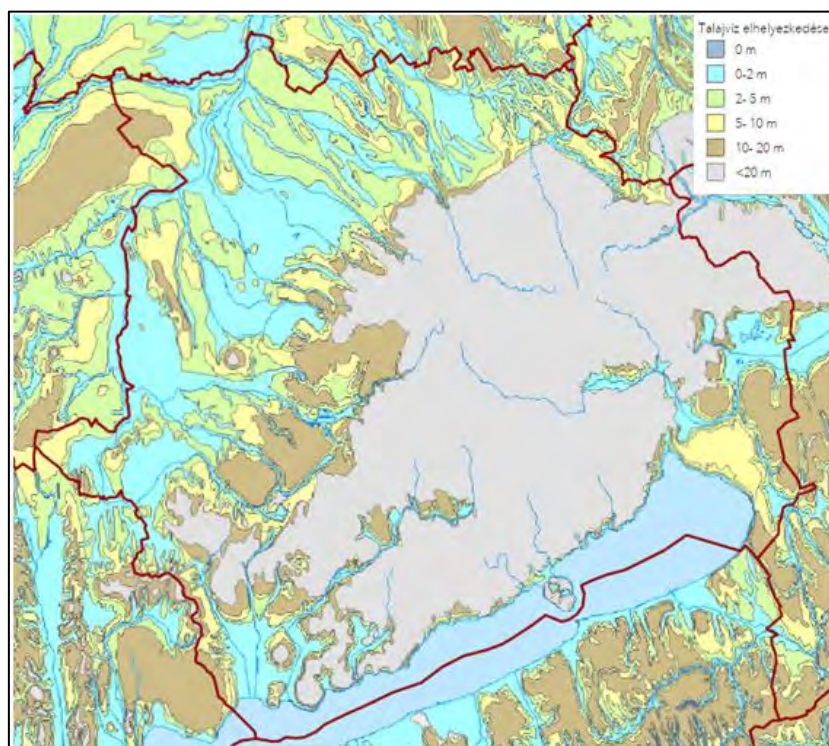 Talajvíz elhelyezkedése
0 m
0-2 m
2- 5 m
5- 10 m
10- 20 m
<20 m